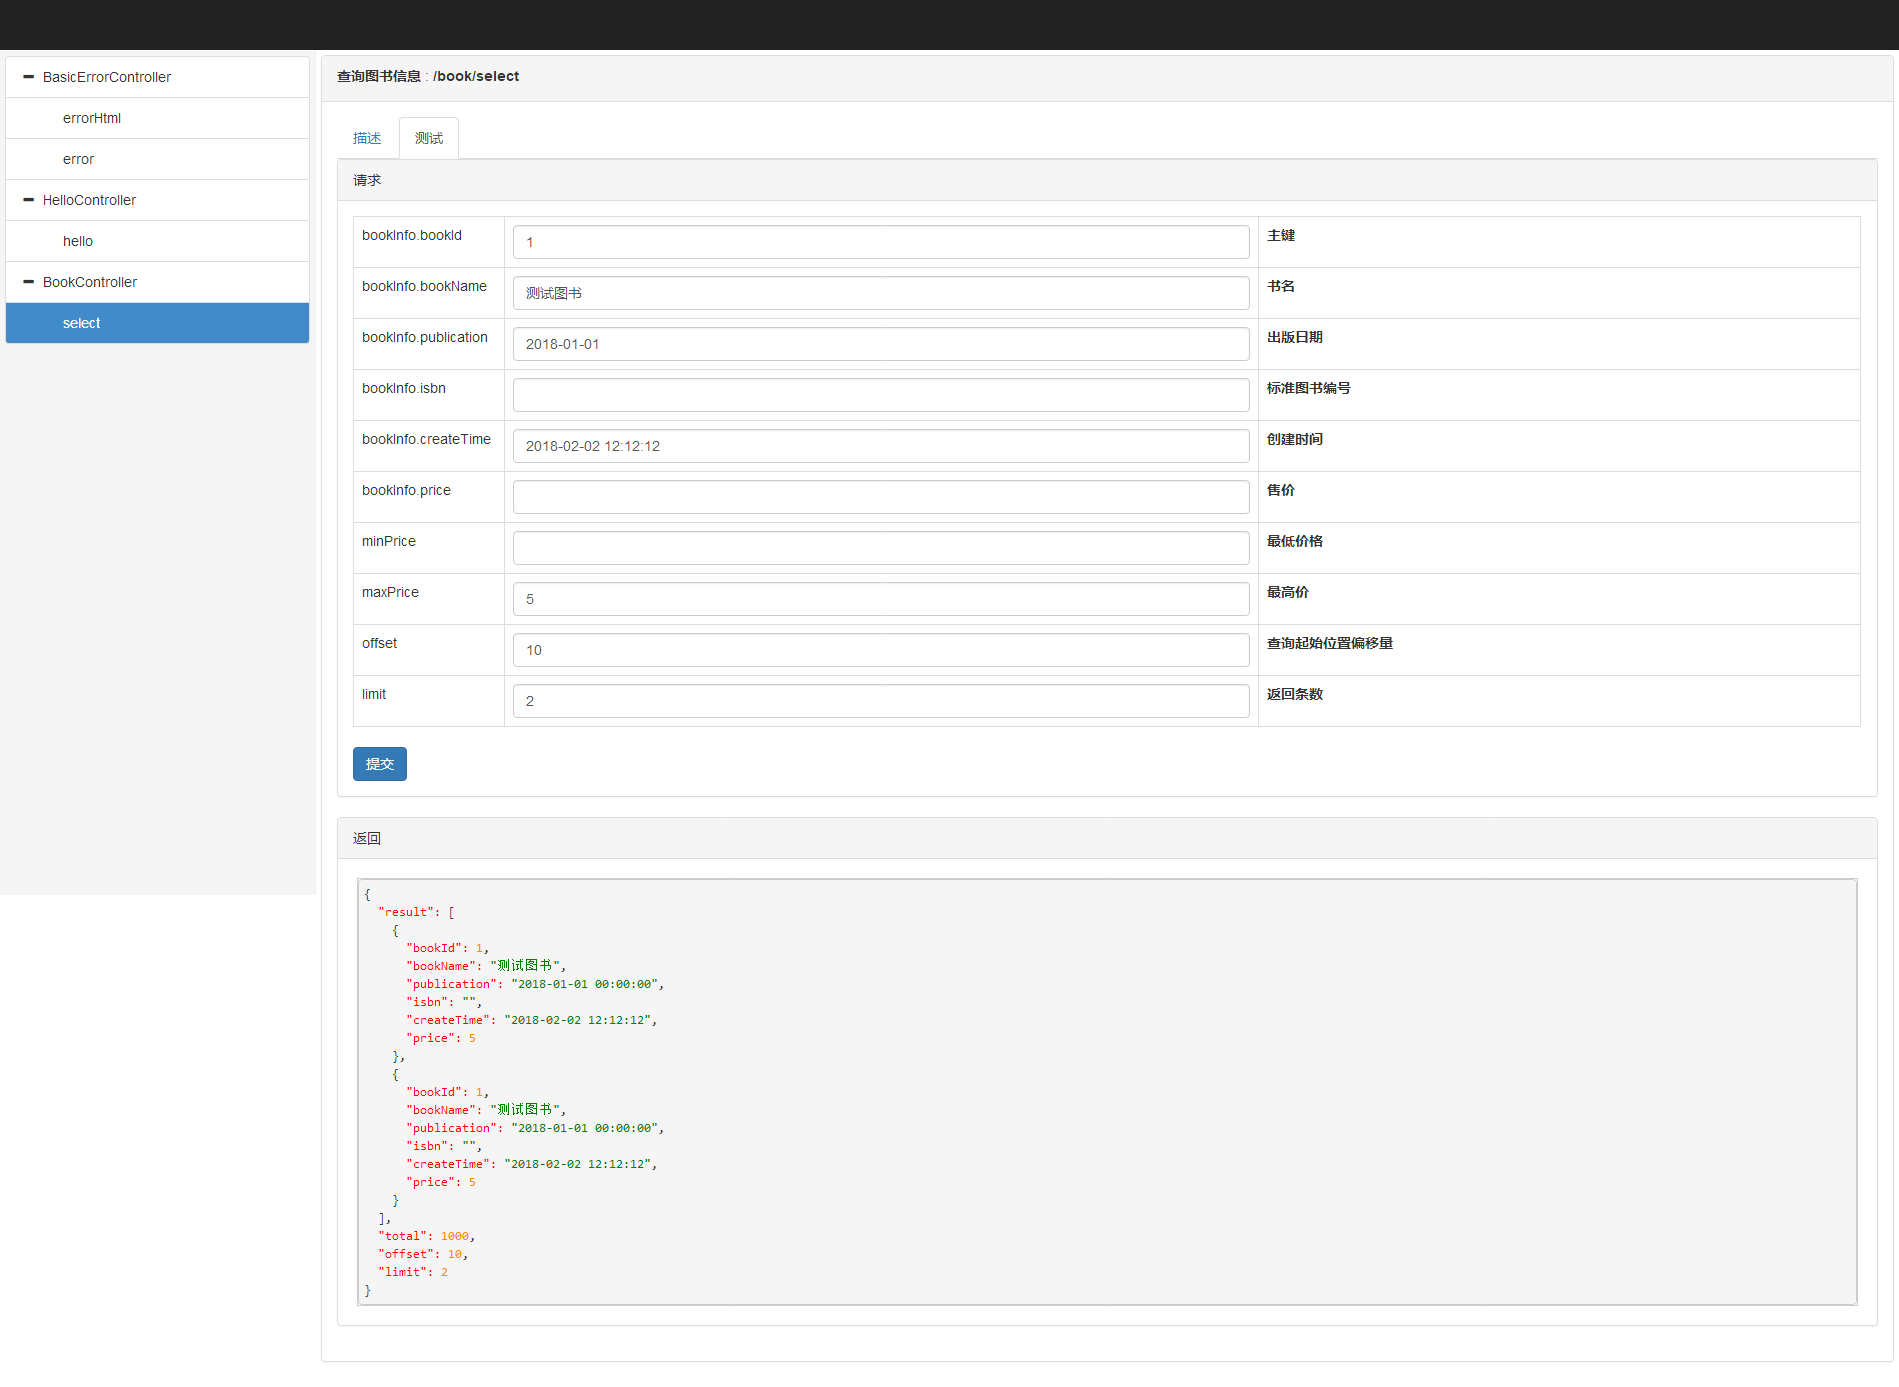 BasicErrorController
errorHtml
error
HelloController
hello
BookController
select
查询图书信息 : /book/select
描述 测试
请求
bookInfo.bookId 1 主键
bookInfo.bookName 测试图书 书名
bookInfo.publication 2018-01-01 出版日期
bookInfo.isbn 标准图书编号
bookInfo.createTime 2018-02-02 12:12:12 创建时间
bookInfo.price 售价
minPrice 最低价格
maxPrice 5 最高价
offset 10 查询起始位置偏移量
limit 2 返回条数
提交
返回
{
"result": [
{
"bookId": 1,
"bookName": "测试图书",
"publication": "2018-01-01 00:00:00",
"isbn": "",
"createTime": "2018-02-02 12:12:12",
"price": 5
},
{
"bookId": 1,
"bookName": "测试图书",
"publication": "2018-01-01 00:00:00",
"isbn": "",
"createTime": "2018-02-02 12:12:12",
"price": 5
}
],
"total": 1000,
"offset": 10,
"limit": 2
}